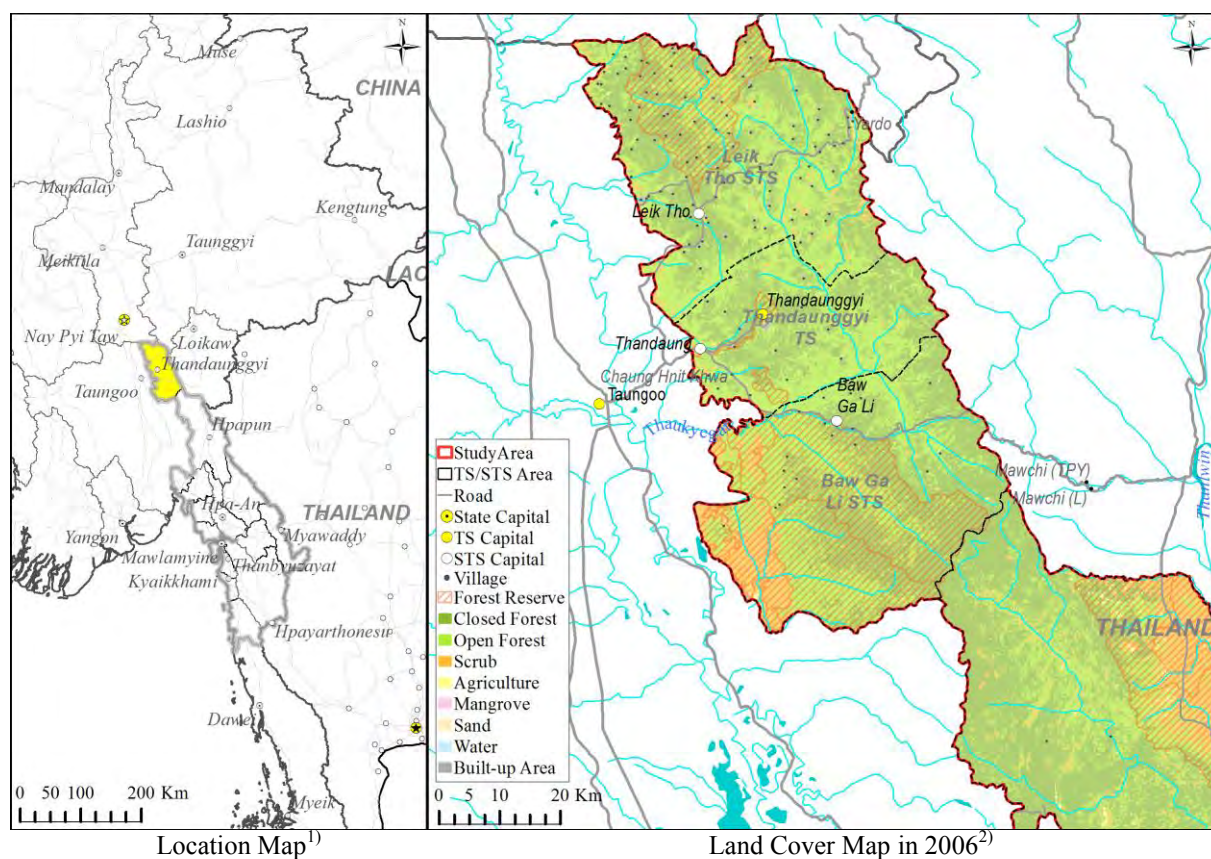 N
Muse
CHINA
Lashio
Mandalay
Kengtung
Taunggyi
Meiktila
LAO
Nay Pyi Taw
Loikaw
Thandaunggyi
Taungoo
Hpapun
Hpa-An
THAILAND
Myawaddy
Yangon
Mawlamyine
Kyaikkhami
Thanbyuzayat
Hpayarthonesu
Dawei
Myeik
0 50 100 200 Km
N
Yardo
Leik
Tho STS
Leik Tho
Thandaunggyi
Thandaunggyi
TS
Thandaung
Chaung Hnit Khwa
Taungoo
Baw
Ga Li
Thaukyegat
Mawchi (TPY)
Mawchi (L)
Thanlwin
Baw Ga
Li STS
THAILAND
StudyArea
TS/STS Area
Road
State Capital
TS Capital
STS Capital
Village
Forest Reserve
Closed Forest
Open Forest
Scrub
Agriculture
Mangrove
Sand
Water
Built-up Area
0 5 10 20 Km
Location Map1)
Land Cover Map in 20062)